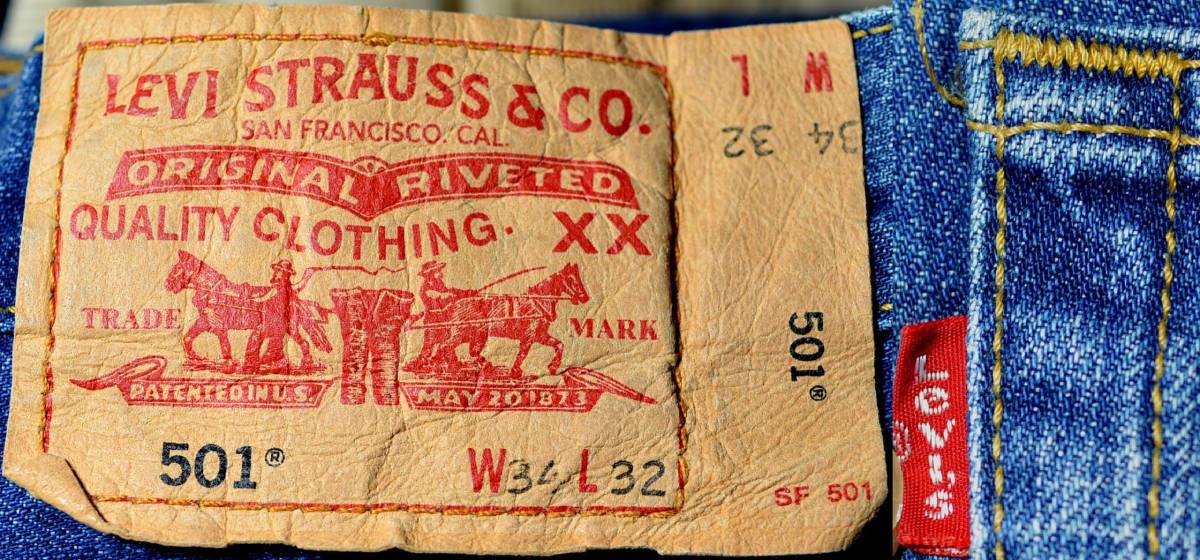 LEVI STRAUSS & CO.
SAN FRANCISCO. CAL.
ORIGINAL RIVETED
QUALITY CLOTHING. XX
TRADE MARK
PATENTED IN U.S. MAY 20 1873
501® W34 L32
W L
34 32
501®
SF 501
LEVI'S